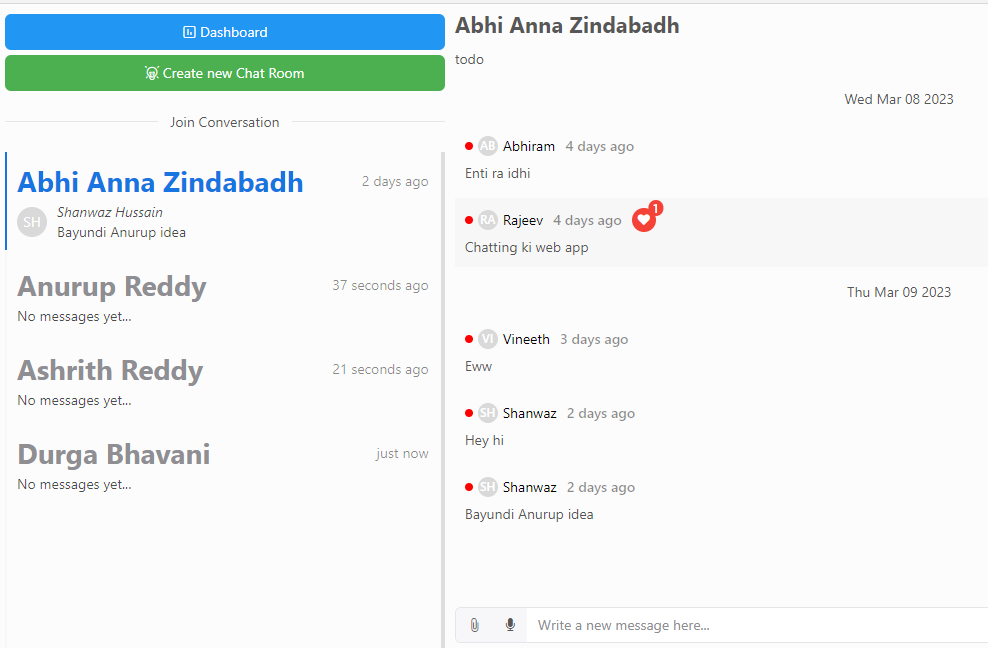 Dashboard
Create new Chat Room
Join Conversation
Abhi Anna Zindabadh 2 days ago
SH Shanwaz Hussain
Bayundi Anurup idea
Anurup Reddy 37 seconds ago
No messages yet...
Ashrith Reddy 21 seconds ago
No messages yet...
Durga Bhavani just now
No messages yet...
Abhi Anna Zindabadh
todo
Wed Mar 08 2023
AB Abhiram 4 days ago
Enti ra idhi
RA Rajeev 4 days ago 1
Chatting ki web app
Thu Mar 09 2023
VI Vineeth 3 days ago
Eww
SH Shanwaz 2 days ago
Hey hi
SH Shanwaz 2 days ago
Bayundi Anurup idea
Write a new message here...